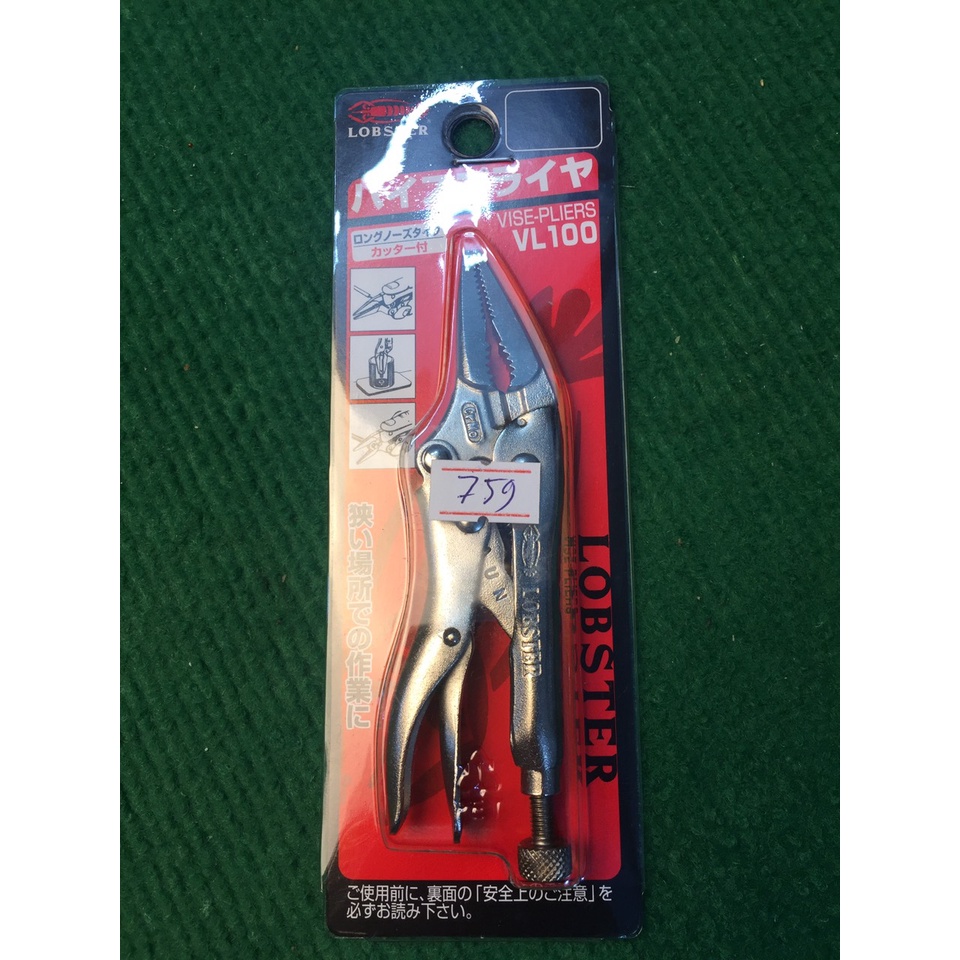 LOBSTER
バイスプライヤ
VISE-PLIERS
VL100
ロングノーズタイプ
カッター付
Cr-Mo
759
狭い場所での作業に
LOBSTER
LOBSTER
ご使用前に、裏面の「安全上のご注意」を
必ずお読み下さい。